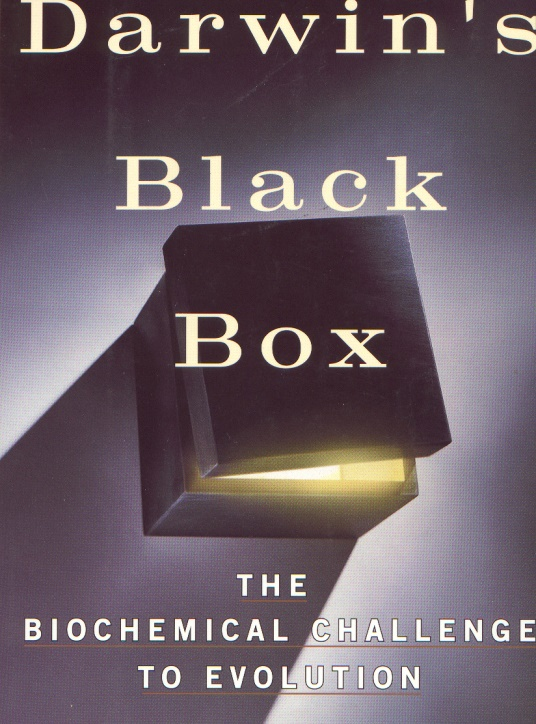 Darwin's
Black
Box
THE
BIOCHEMICAL CHALLENGE
TO EVOLUTION